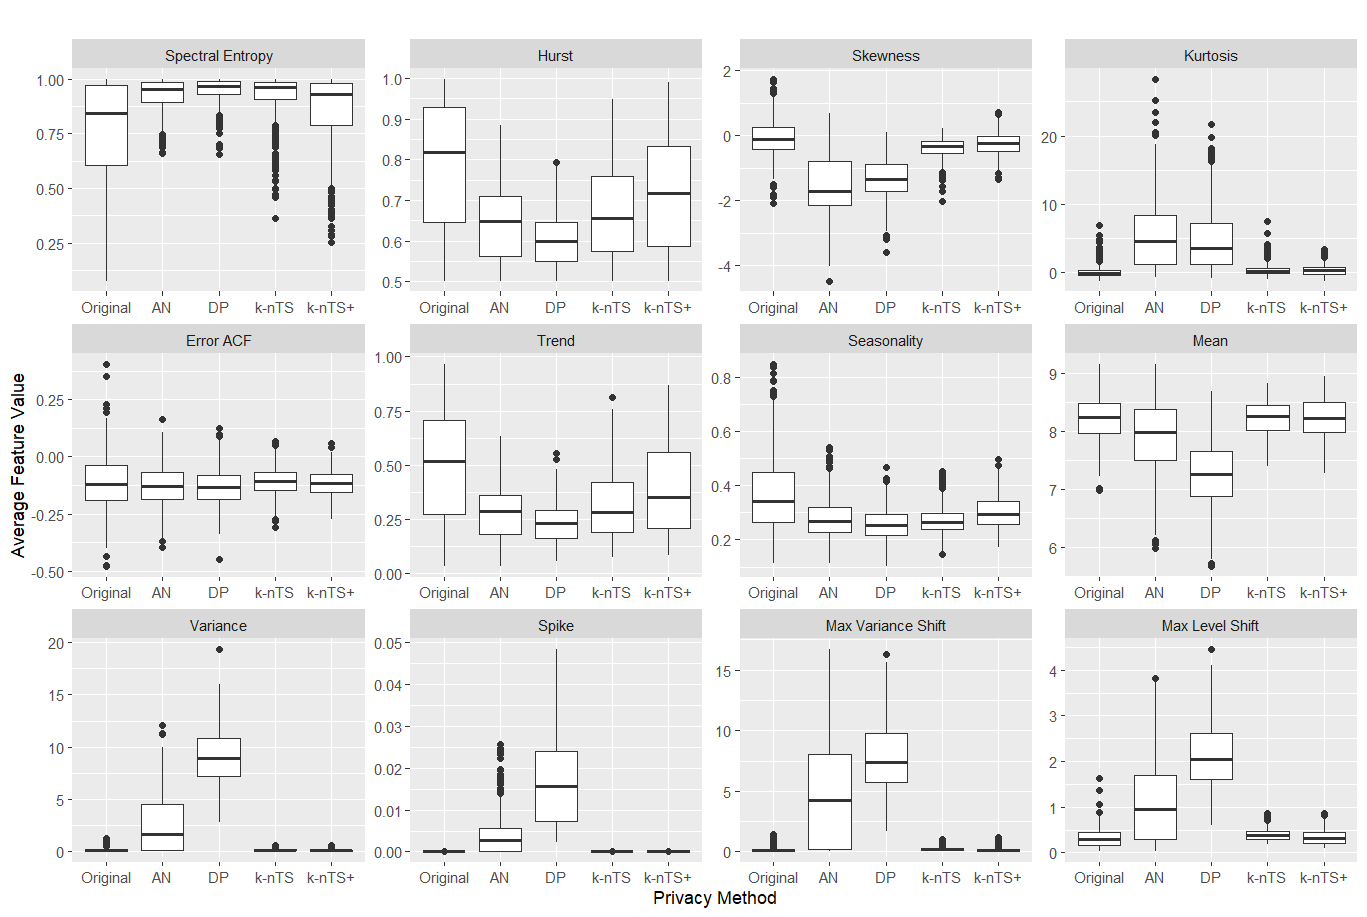 Spectral Entropy
Hurst
Skewness
Kurtosis
1.00
0.75
0.50
0.25
1.0
0.9
0.8
0.7
0.6
0.5
2
0
-2
-4
20
10
0
Original AN DP k-nTS k-nTS+
Original AN DP k-nTS k-nTS+
Original AN DP k-nTS k-nTS+
Original AN DP k-nTS k-nTS+
Error ACF
Trend
Seasonality
Mean
Average Feature Value
0.25
0.00
-0.25
-0.50
1.00
0.75
0.50
0.25
0.00
0.8
0.6
0.4
0.2
9
8
7
6
Original AN DP k-nTS k-nTS+
Original AN DP k-nTS k-nTS+
Original AN DP k-nTS k-nTS+
Original AN DP k-nTS k-nTS+
Variance
Spike
Max Variance Shift
Max Level Shift
20
15
10
5
0
0.05
0.04
0.03
0.02
0.01
0.00
15
10
5
0
4
3
2
1
0
Original AN DP k-nTS k-nTS+
Original AN DP k-nTS k-nTS+
Original AN DP k-nTS k-nTS+
Original AN DP k-nTS k-nTS+
Privacy Method